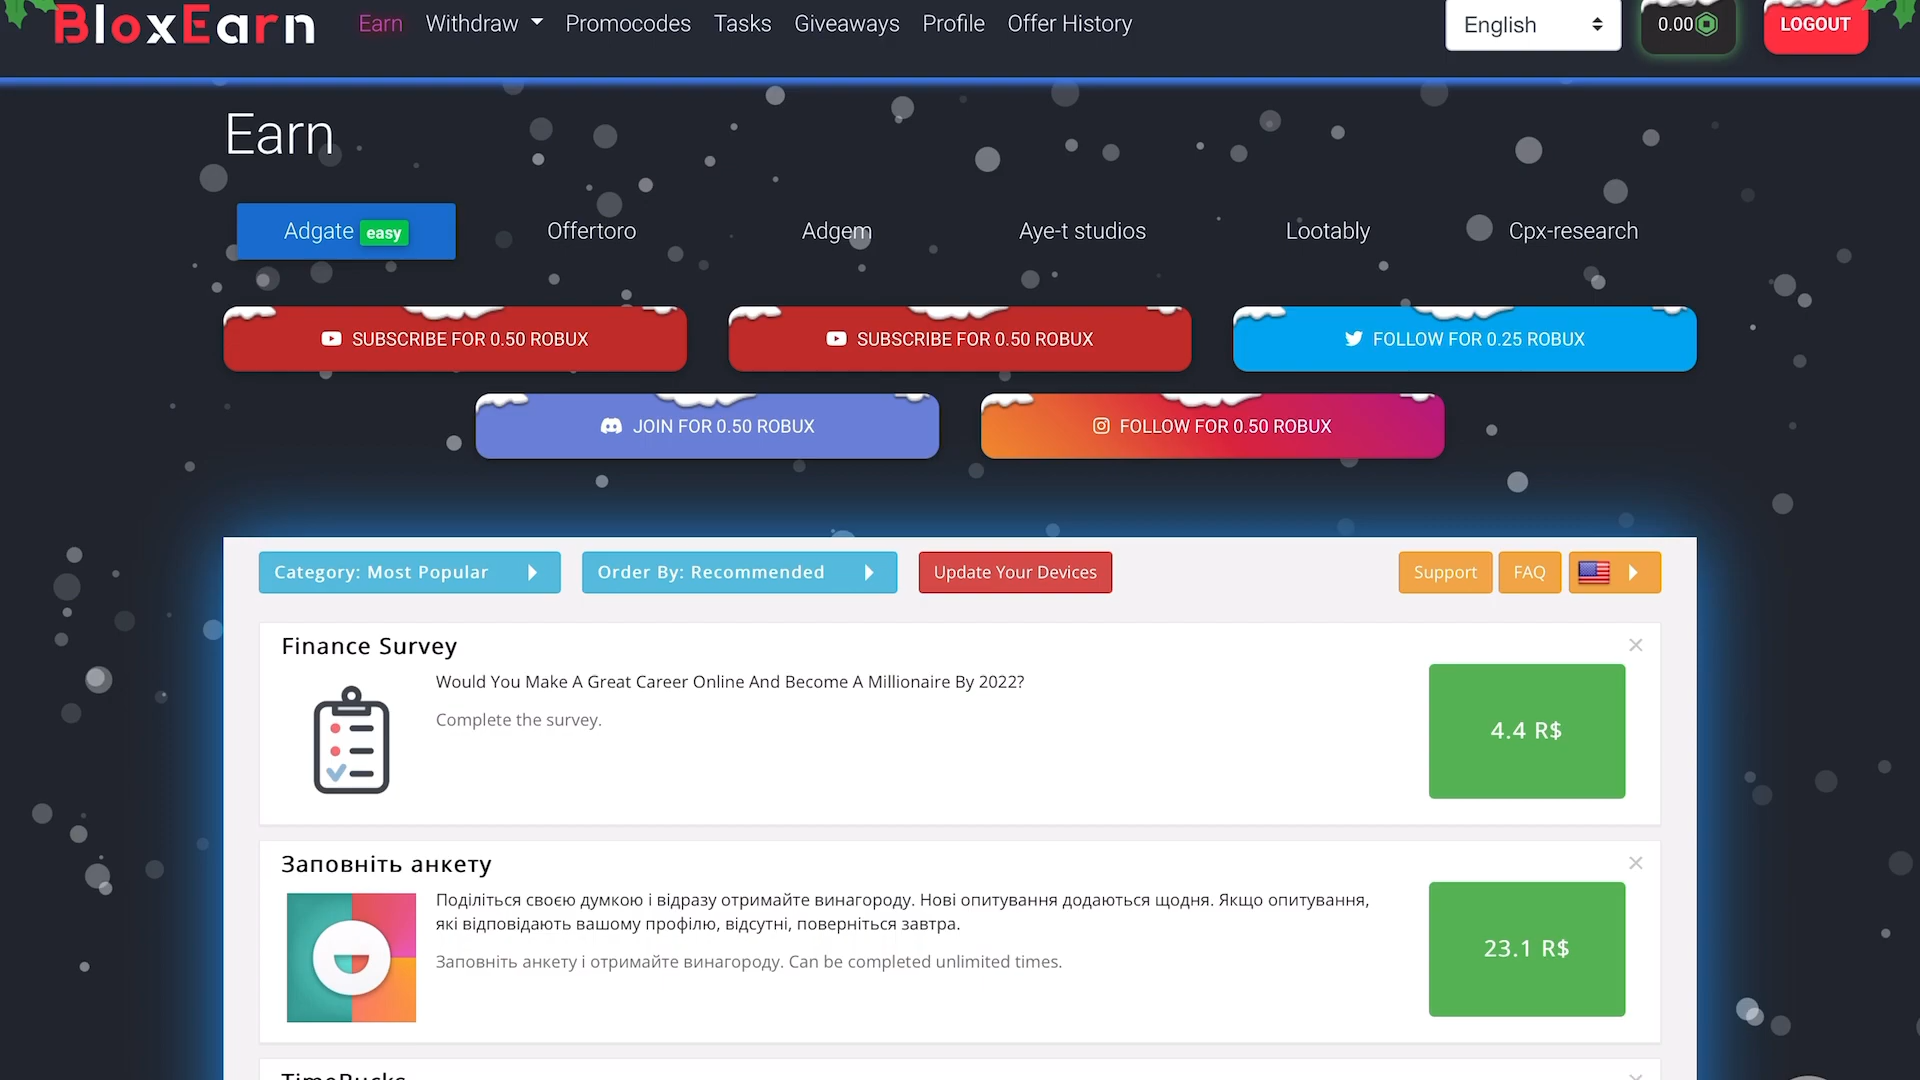 BloxEarn
Earn Withdraw Promocodes Tasks Giveaways Profile Offer History English 0.00 LOGOUT
Earn
Adgate easy Offertoro Adgem Aye-t studios Lootably Cpx-research
SUBSCRIBE FOR 0.50 ROBUX SUBSCRIBE FOR 0.50 ROBUX FOLLOW FOR 0.25 ROBUX
JOIN FOR 0.50 ROBUX FOLLOW FOR 0.50 ROBUX
Category: Most Popular Order By: Recommended Update Your Devices Support FAQ
Finance Survey
Would You Make A Great Career Online And Become A Millionaire By 2022?
Complete the survey.
4.4 R$
Заповніть анкету
Поділіться своєю думкою і відразу отримайте винагороду. Нові опитування додаються щодня. Якщо опитування,
які відповідають вашому профілю, відсутні, поверніться завтра.
Заповніть анкету і отримайте винагороду. Can be completed unlimited times.
23.1 R$
TimeBucks